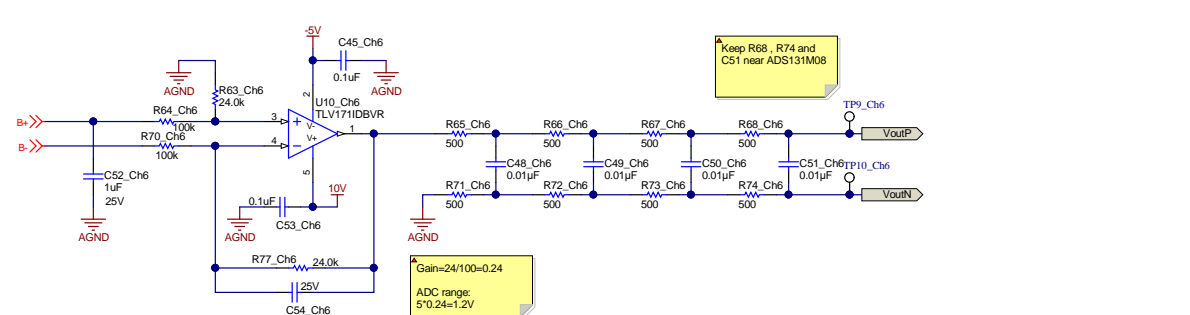 -5V
C45_Ch6
0.1uF
AGND
Keep R68 , R74 and
C51 near ADS131M08
AGND
R63_Ch6
24.0k
2
U10_Ch6
TLV171IDBVR
TP9_Ch6
B+
R64_Ch6
100k
3
V-
V+
1
R65_Ch6
500
R66_Ch6
500
R67_Ch6
500
R68_Ch6
500
VoutP
B-
R70_Ch6
100k
4
C52_Ch6
1uF
25V
AGND
5
10V
0.1uF
C53_Ch6
AGND
C48_Ch6
0.01µF
C49_Ch6
0.01µF
C50_Ch6
0.01µF
C51_Ch6
0.01µF
TP10_Ch6
R71_Ch6
500
R72_Ch6
500
R73_Ch6
500
R74_Ch6
500
VoutN
AGND
R77_Ch6
24.0k
25V
C54_Ch6
Gain=24/100=0.24
ADC range:
5*0.24=1.2V